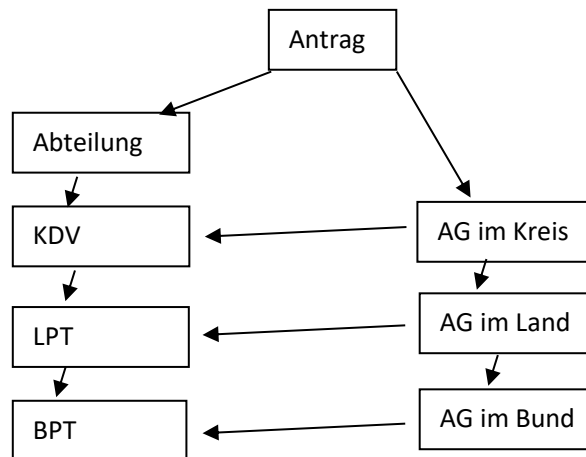 Antrag
Abteilung
KDV
AG im Kreis
LPT
AG im Land
BPT
AG im Bund